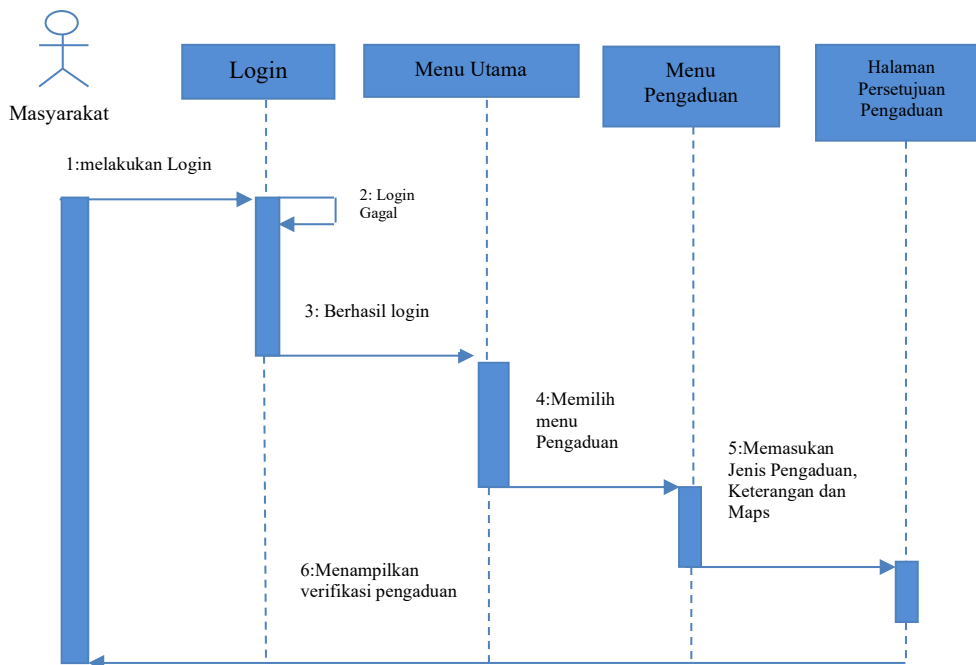 Masyarakat
Login
Menu Utama
Menu
Pengaduan
Halaman
Persetujuan
Pengaduan
1:melakukan Login
2: Login
Gagal
3: Berhasil login
4:Memilih
menu
Pengaduan
5:Memasukan
Jenis Pengaduan,
Keterangan dan
Maps
6:Menampilkan
verifikasi pengaduan